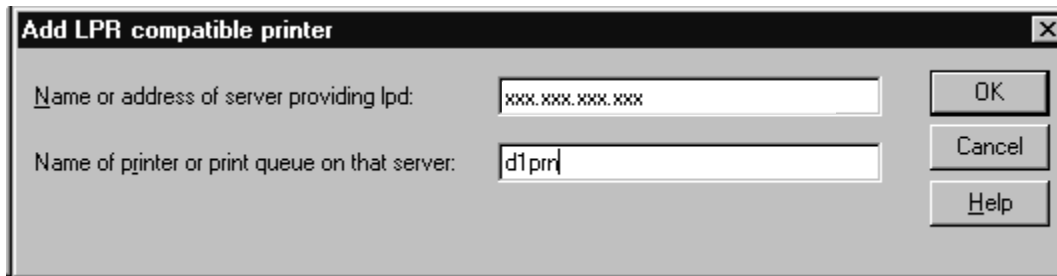 Add LPR compatible printer
Name or address of server providing lpd: xxx.xxx.xxx.xxx OK
Name of printer or print queue on that server: d1prn Cancel
Help